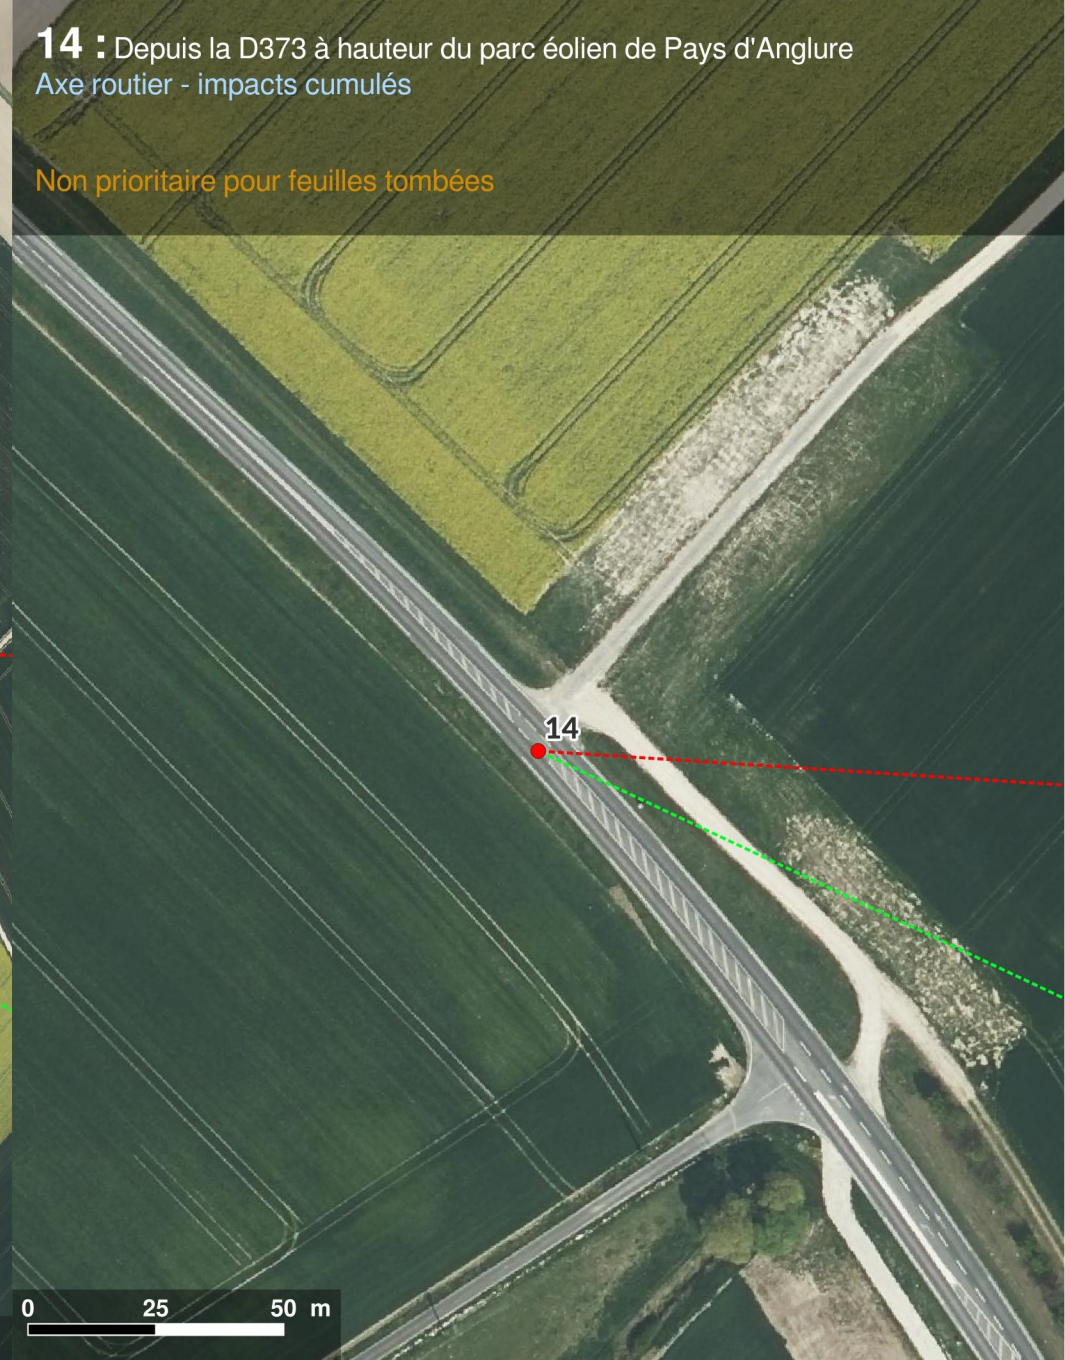 14 : Depuis la D373 à hauteur du parc éolien de Pays d'Anglure
Axe routier - impacts cumulés
Non prioritaire pour feuilles tombées
14
0 25 50 m